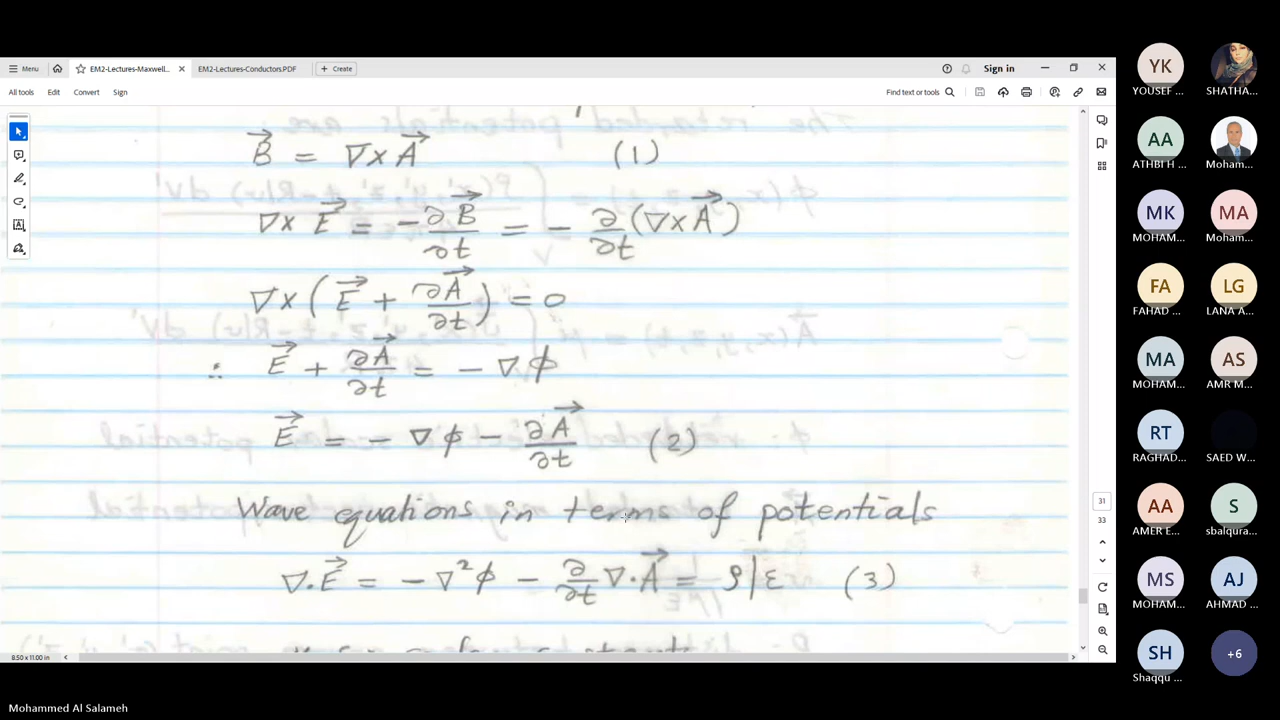 Menu
EM2-Lectures-Maxwell...
EM2-Lectures-Conductors.PDF
+ Create
Sign in
All tools Edit Convert Sign
Find text or tools
B⃗ = ∇x A⃗ (1)
∇x E⃗ = - ∂B⃗/∂t = - ∂/∂t (∇x A⃗)
∇x ( E⃗ + ∂A⃗/∂t ) = 0
∴ E⃗ + ∂A⃗/∂t = - ∇φ
E⃗ = - ∇φ - ∂A⃗/∂t (2)
Wave equations in terms of potentials
∇. E⃗ = - ∇²φ - ∂/∂t ∇. A⃗ = ρ/ε (3)
31
33
8.50 x 11.00 in
YK
YOUSEF ...
SHATHA...
AA
ATHBI H ...
Moham...
MK
MOHAM...
MA
Moham...
FA
FAHAD ...
LG
LANA A...
MA
MOHAM...
AS
AMR M...
RT
RAGHAD...
SAED W...
AA
AMER E...
S
sbalqura...
MS
MOHAM...
AJ
AHMAD ...
SH
Shaqqu ...
+6
Mohammed Al Salameh